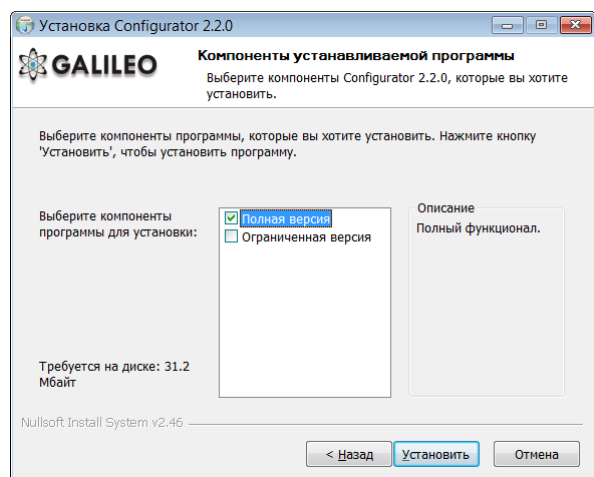 Установка Configurator 2.2.0
GALILEO
Компоненты устанавливаемой программы
Выберите компоненты Configurator 2.2.0, которые вы хотите
установить.
Выберите компоненты программы, которые вы хотите установить. Нажмите кнопку
'Установить', чтобы установить программу.
Выберите компоненты
программы для установки:
Полная версия
Ограниченная версия
Описание
Полный функционал.
Требуется на диске: 31.2
Мбайт
Nullsoft Install System v2.46
< Назад
Установить
Отмена